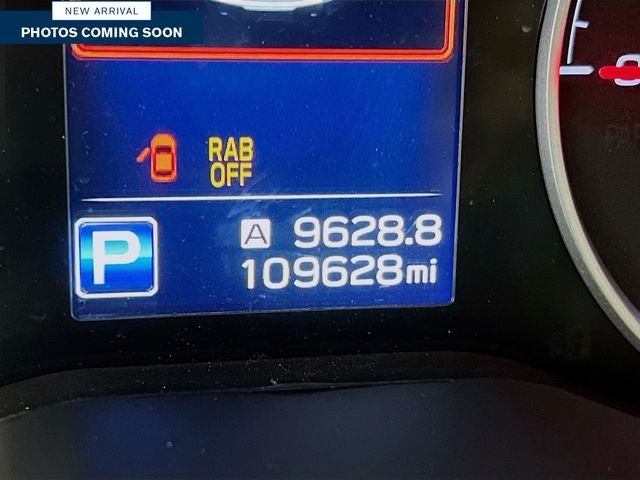 NEW ARRIVAL
PHOTOS COMING SOON
RAB
OFF
P
A 9628.8
109628mi